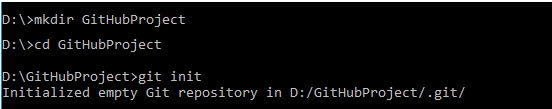 D:\>mkdir GitHubProject
D:\>cd GitHubProject
D:\GitHubProject>git init
Initialized empty Git repository in D:/GitHubProject/.git/